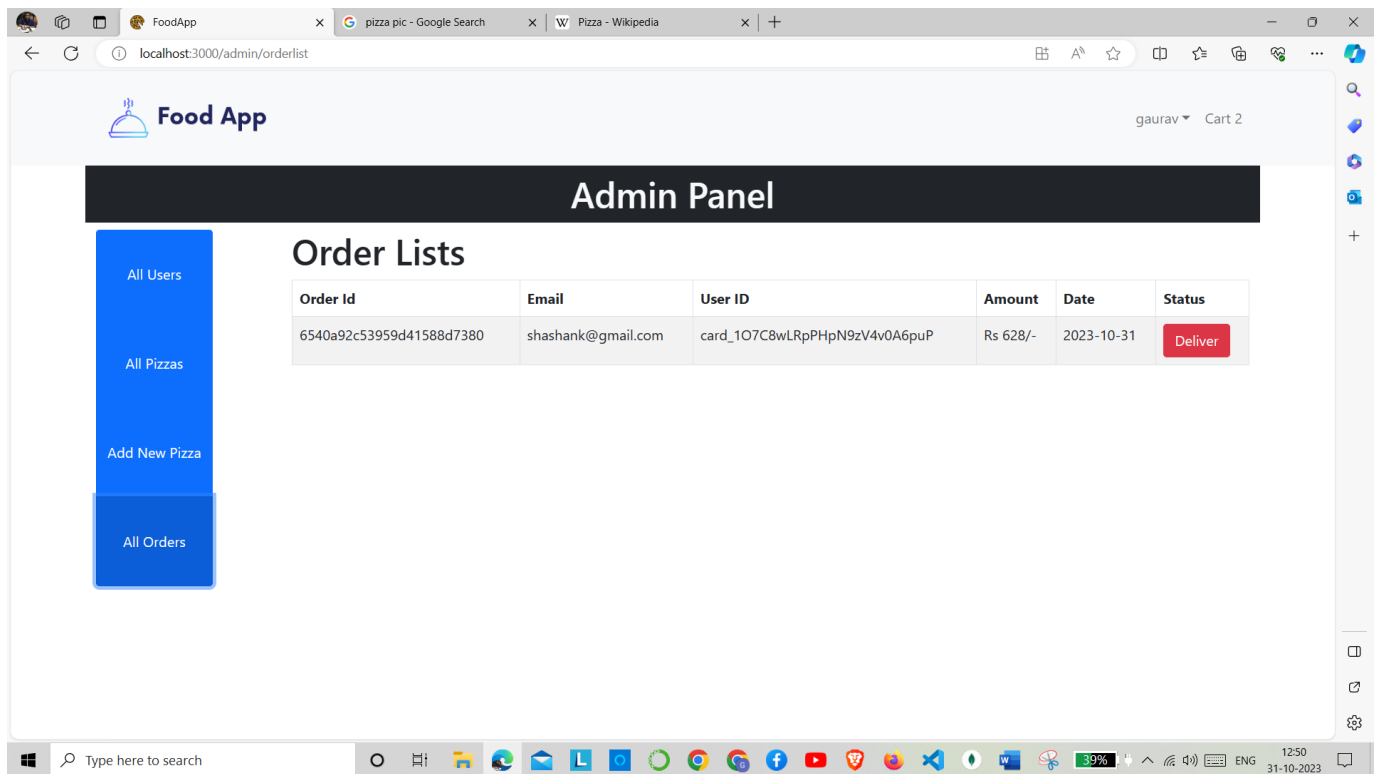 FoodApp
pizza pic - Google Search
W Pizza - Wikipedia
localhost:3000/admin/orderlist
Food App
gaurav Cart 2
Admin Panel
All Users
All Pizzas
Add New Pizza
All Orders
Order Lists
Order Id Email User ID Amount Date Status
6540a92c53959d41588d7380 shashank@gmail.com card_1O7C8wLRpPHpN9zV4v0A6puP Rs 628/- 2023-10-31 Deliver
Type here to search
39%
ENG
12:50
31-10-2023